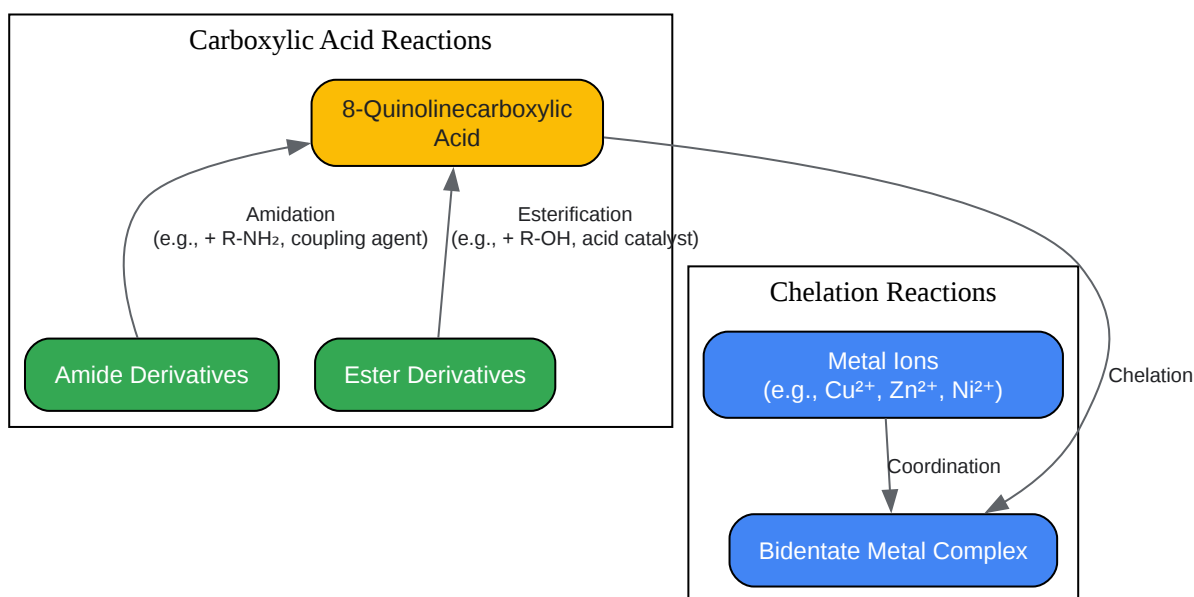 Carboxylic Acid Reactions
8-Quinolinecarboxylic
Acid
Amidation
(e.g., + R-NH₂, coupling agent)
Esterification
(e.g., + R-OH, acid catalyst)
Amide Derivatives
Ester Derivatives
Chelation Reactions
Metal Ions
(e.g., Cu²⁺, Zn²⁺, Ni²⁺)
Chelation
Coordination
Bidentate Metal Complex